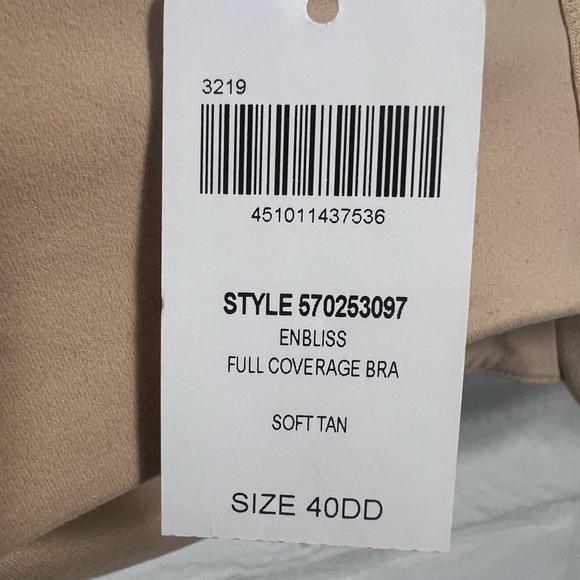 3219
451011437536
STYLE 570253097
ENBLISS
FULL COVERAGE BRA
SOFT TAN
SIZE 40DD